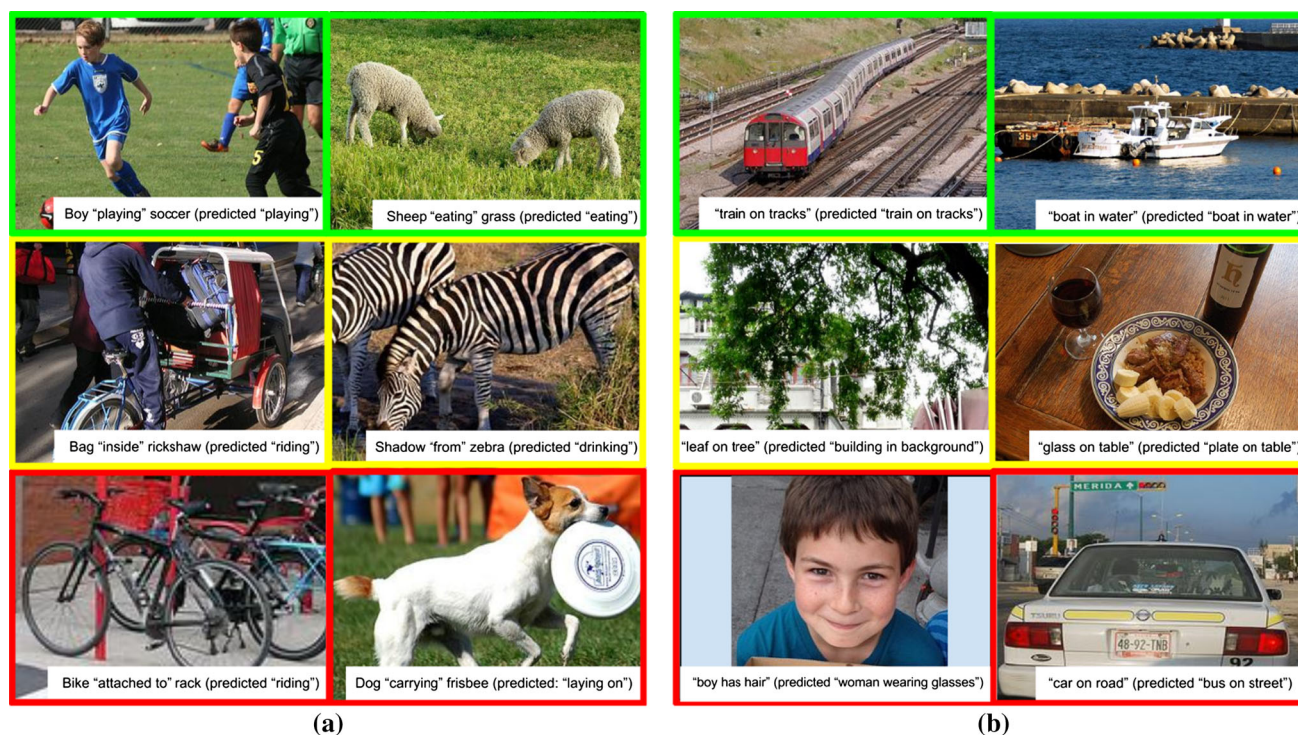 Boy “playing” soccer (predicted “playing”)
Sheep “eating” grass (predicted “eating”
“train on tracks” (predicted “train on tracks”)
“boat in water” (predicted “boat in water”)
5
Bag “inside” rickshaw (predicted “riding”)
Shadow “from” zebra (predicted “drinking”)
“leaf on tree” (predicted “building in background”)
“glass on table” (predicted “plate on table”)
MERIDA
TSURU
48-92-TNB
92
Bike “attached to” rack (predicted “riding”)
Dog “carrying” frisbee (predicted: “laying on”)
“boy has hair” (predicted “woman wearing glasses”)
“car on road” (predicted “bus on street”)
(a)
(b)